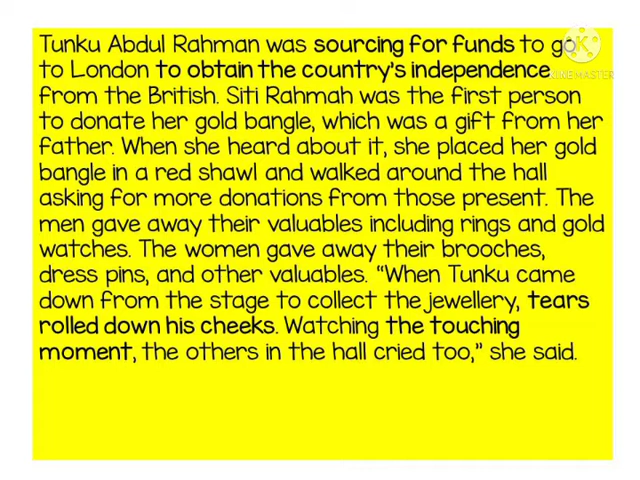 Tunku Abdul Rahman was sourcing for funds to go
to London to obtain the country's independence
from the British. Siti Rahmah was the first person
to donate her gold bangle, which was a gift from her
father. When she heard about it, she placed her gold
bangle in a red shawl and walked around the hall
asking for more donations from those present. The
men gave away their valuables including rings and gold
watches. The women gave away their brooches,
dress pins, and other valuables. "When Tunku came
down from the stage to collect the jewellery, tears
rolled down his cheeks. Watching the touching
moment, the others in the hall cried too," she said.
KINEMASTER